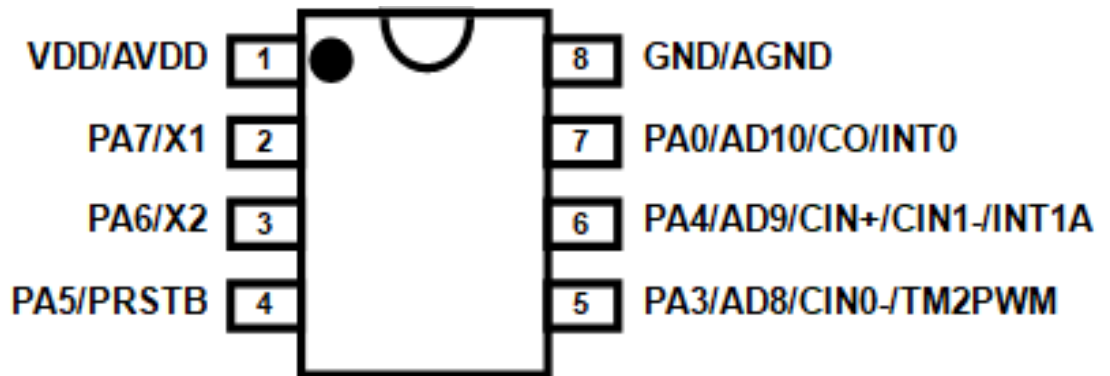 VDD/AVDD 1 8 GND/AGND
PA7/X1 2 7 PA0/AD10/CO/INT0
PA6/X2 3 6 PA4/AD9/CIN+/CIN1-/INT1A
PA5/PRSTB 4 5 PA3/AD8/CIN0-/TM2PWM